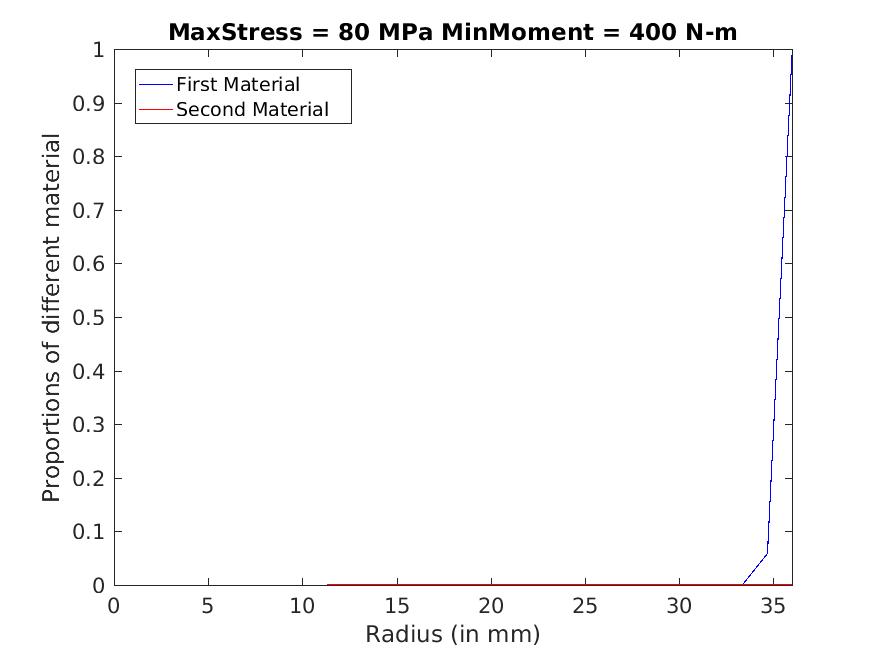 MaxStress = 80 MPa MinMoment = 400 N-m
1
First Material
Second Material
0.9
0.8
0.7
0.6
0.5
0.4
0.3
0.2
0.1
0
Proportions of different material
0 5 10 15 20 25 30 35
Radius (in mm)